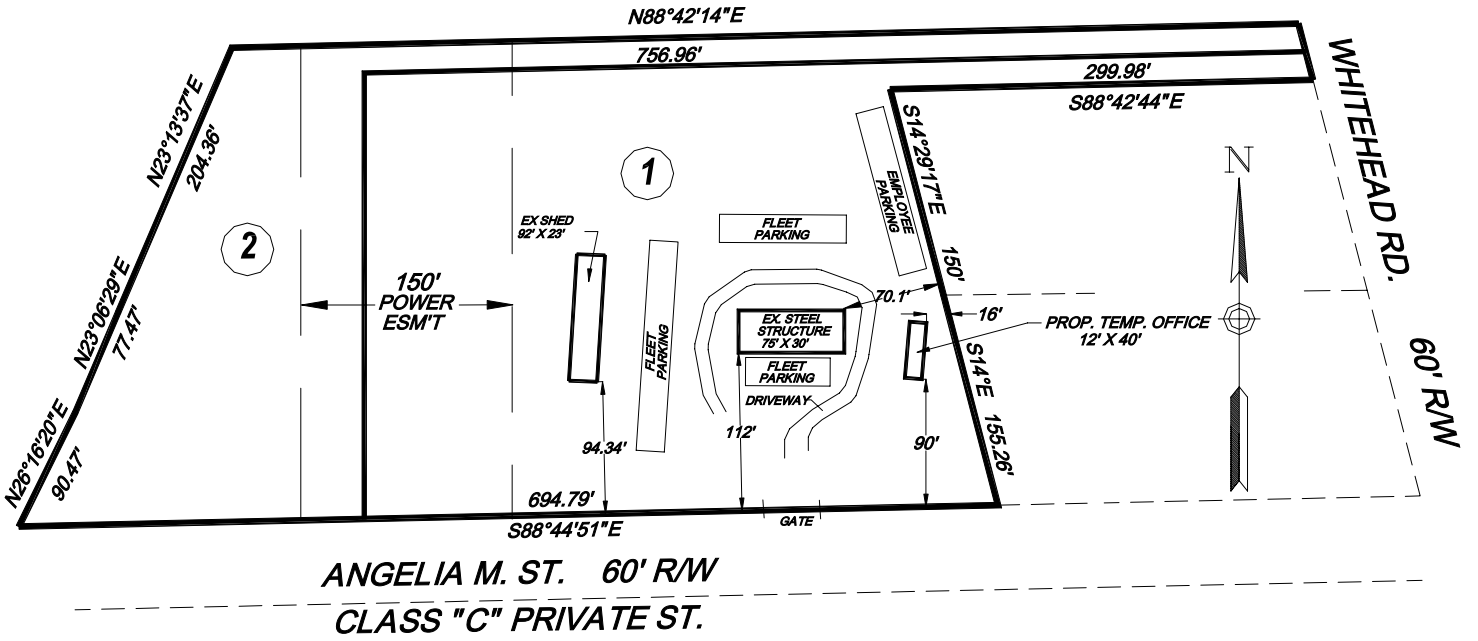 N88°42'14"E
756.96'
299.98'
S88°42'44"E
WHITEHEAD RD.
60' R/W
N23°13'37"E
204.36'
S14°29'17"E
150'
EMPLOYEE
PARKING
N
1
2
EX SHED
92' X 23'
FLEET
PARKING
150'
POWER
ESM'T
N23°06'29"E
77.47'
70.1'
16'
EX. STEEL
STRUCTURE
75' X 30'
PROP. TEMP. OFFICE
12' X 40'
FLEET
PARKING
FLEET
PARKING
DRIVEWAY
S14°E 155.26'
N26°16'20"E
90.47'
94.34'
112'
90'
694.79'
S88°44'51"E
GATE
ANGELIA M. ST. 60' R/W
CLASS "C" PRIVATE ST.